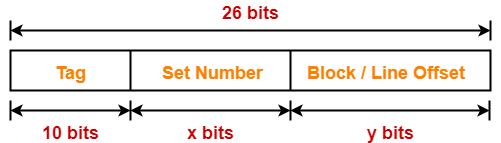 26 bits
Tag Set Number Block / Line Offset
10 bits x bits y bits